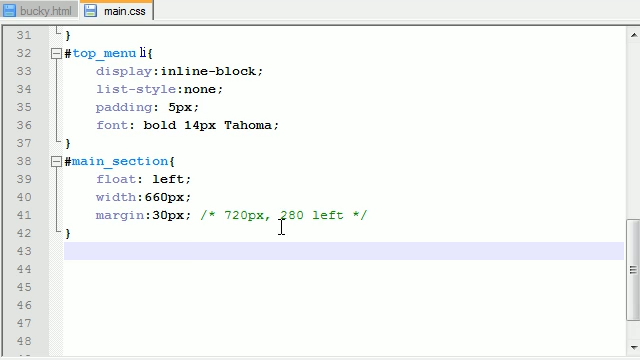 bucky.html main.css
31 }
32 #top_menu li{
33 display:inline-block;
34 list-style:none;
35 padding: 5px;
36 font: bold 14px Tahoma;
37 }
38 #main_section{
39 float: left;
40 width:660px;
41 margin:30px; /* 720px, 280 left */
42 }
43
44
45
46
47
48